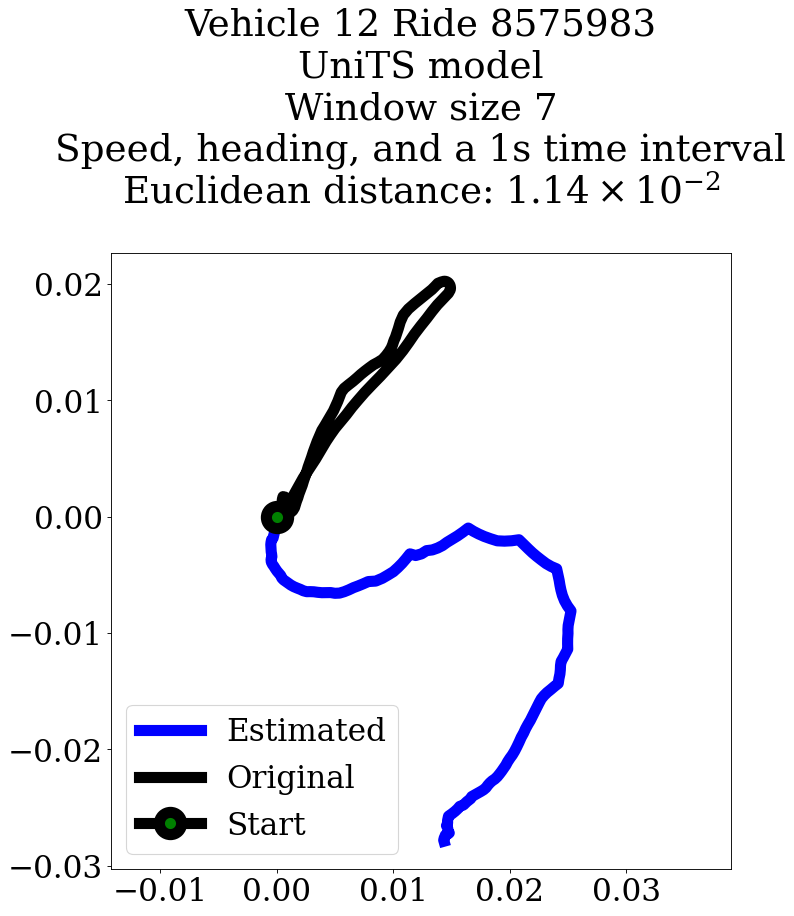 Vehicle 12 Ride 8575983
UniTS model
Window size 7
Speed, heading, and a 1s time interval
Euclidean distance: 1.14 × 10⁻²
0.02
0.01
0.00
−0.01
−0.02
−0.03
Estimated
Original
Start
−0.01 0.00 0.01 0.02 0.03